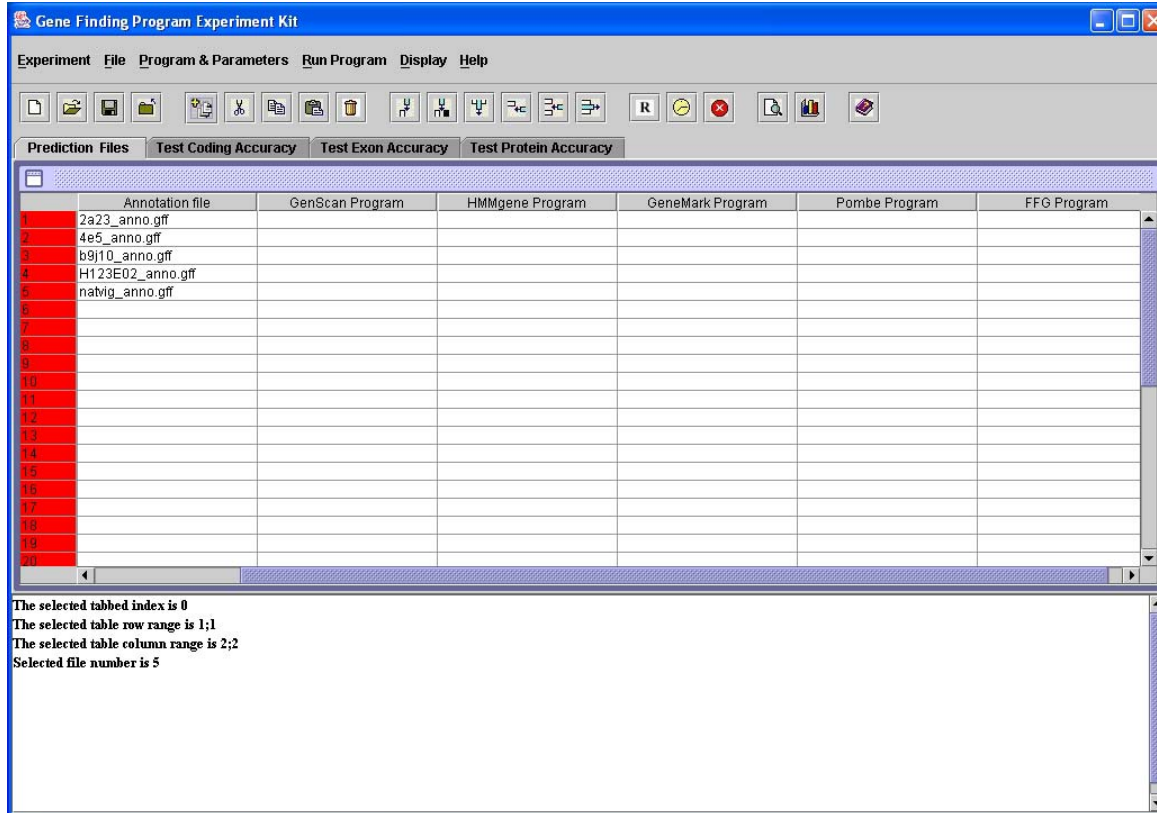 Gene Finding Program Experiment Kit
Experiment File Program & Parameters Run Program Display Help
R
Prediction Files Test Coding Accuracy Test Exon Accuracy Test Protein Accuracy
Annotation file GenScan Program HMMgene Program GeneMark Program Pombe Program FFG Program
1 2a23_anno.gff
2 4e5_anno.gff
3 b9j10_anno.gff
4 H123E02_anno.gff
5 natvig_anno.gff
6
7
8
9
10
11
12
13
14
15
16
17
18
19
20
The selected tabbed index is 0
The selected table row range is 1;1
The selected table column range is 2;2
Selected file number is 5